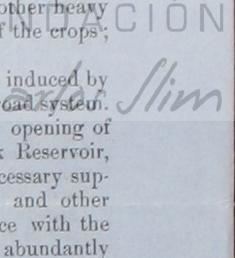 other heavy
f the crops;
induced by
road system.
opening of
Reservoir,
cessary sup-
and other
ce with the
abundantly
NDACIÓN
Carlos Slim